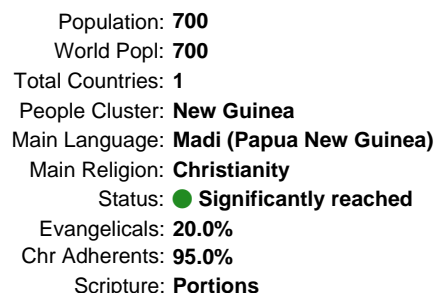 Population: 700
World Popl: 700
Total Countries: 1
People Cluster: New Guinea
Main Language: Madi (Papua New Guinea)
Main Religion: Christianity
Status: Significantly reached
Evangelicals: 20.0%
Chr Adherents: 95.0%
Scripture: Portions